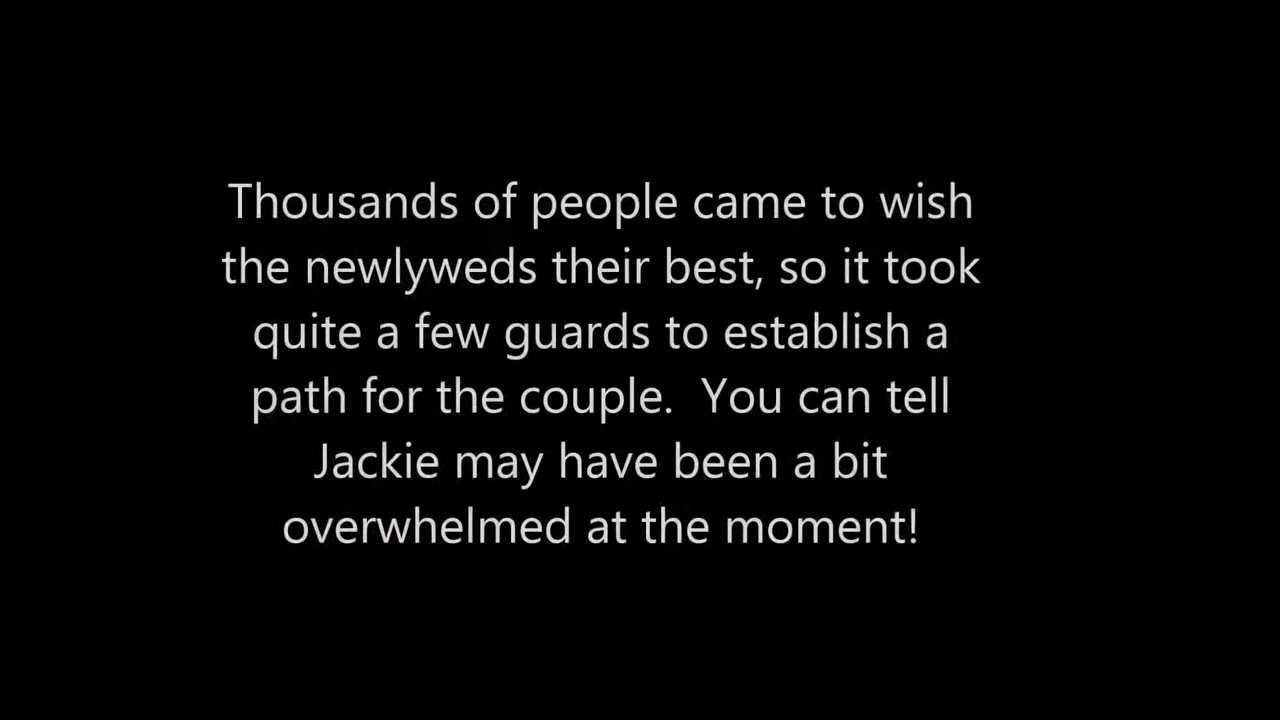 Thousands of people came to wish
the newlyweds their best, so it took
quite a few guards to establish a
path for the couple.  You can tell
Jackie may have been a bit
overwhelmed at the moment!